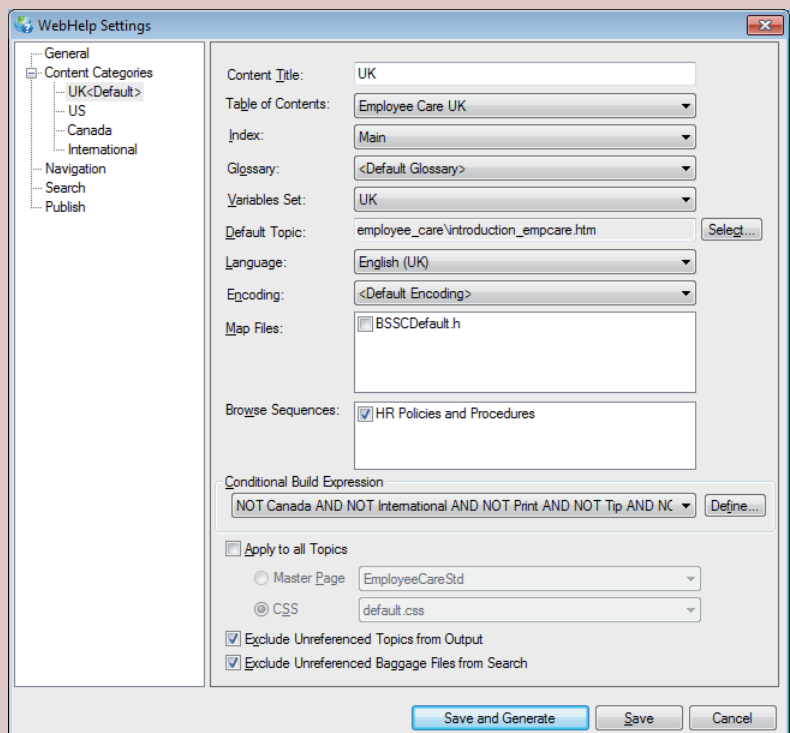 WebHelp Settings
General
Content Categories
UK<Default>
US
Canada
International
Navigation
Search
Publish
Content Title: UK
Table of Contents: Employee Care UK
Index: Main
Glossary: <Default Glossary>
Variables Set: UK
Default Topic: employee_care\introduction_empcare.htm Select...
Language: English (UK)
Encoding: <Default Encoding>
Map Files: BSSCDefault.h
Browse Sequences: HR Policies and Procedures
Conditional Build Expression
NOT Canada AND NOT International AND NOT Print AND NOT Tip AND Define...
Apply to all Topics
Master Page EmployeeCareStd
CSS default.css
Exclude Unreferenced Topics from Output
Exclude Unreferenced Baggage Files from Search
Save and Generate Save Cancel